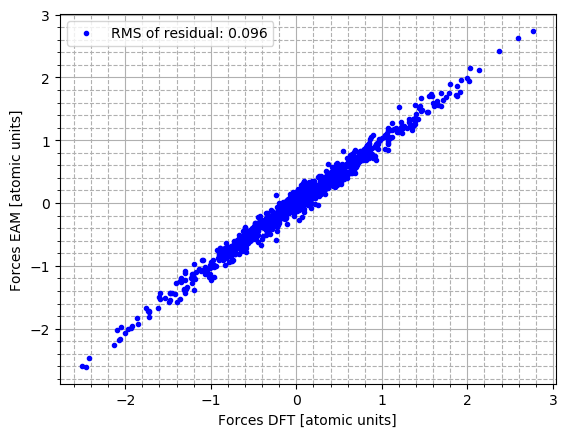 RMS of residual: 0.096
3
2
1
0
−1
−2
Forces EAM [atomic units]
−2 −1 0 1 2 3
Forces DFT [atomic units]